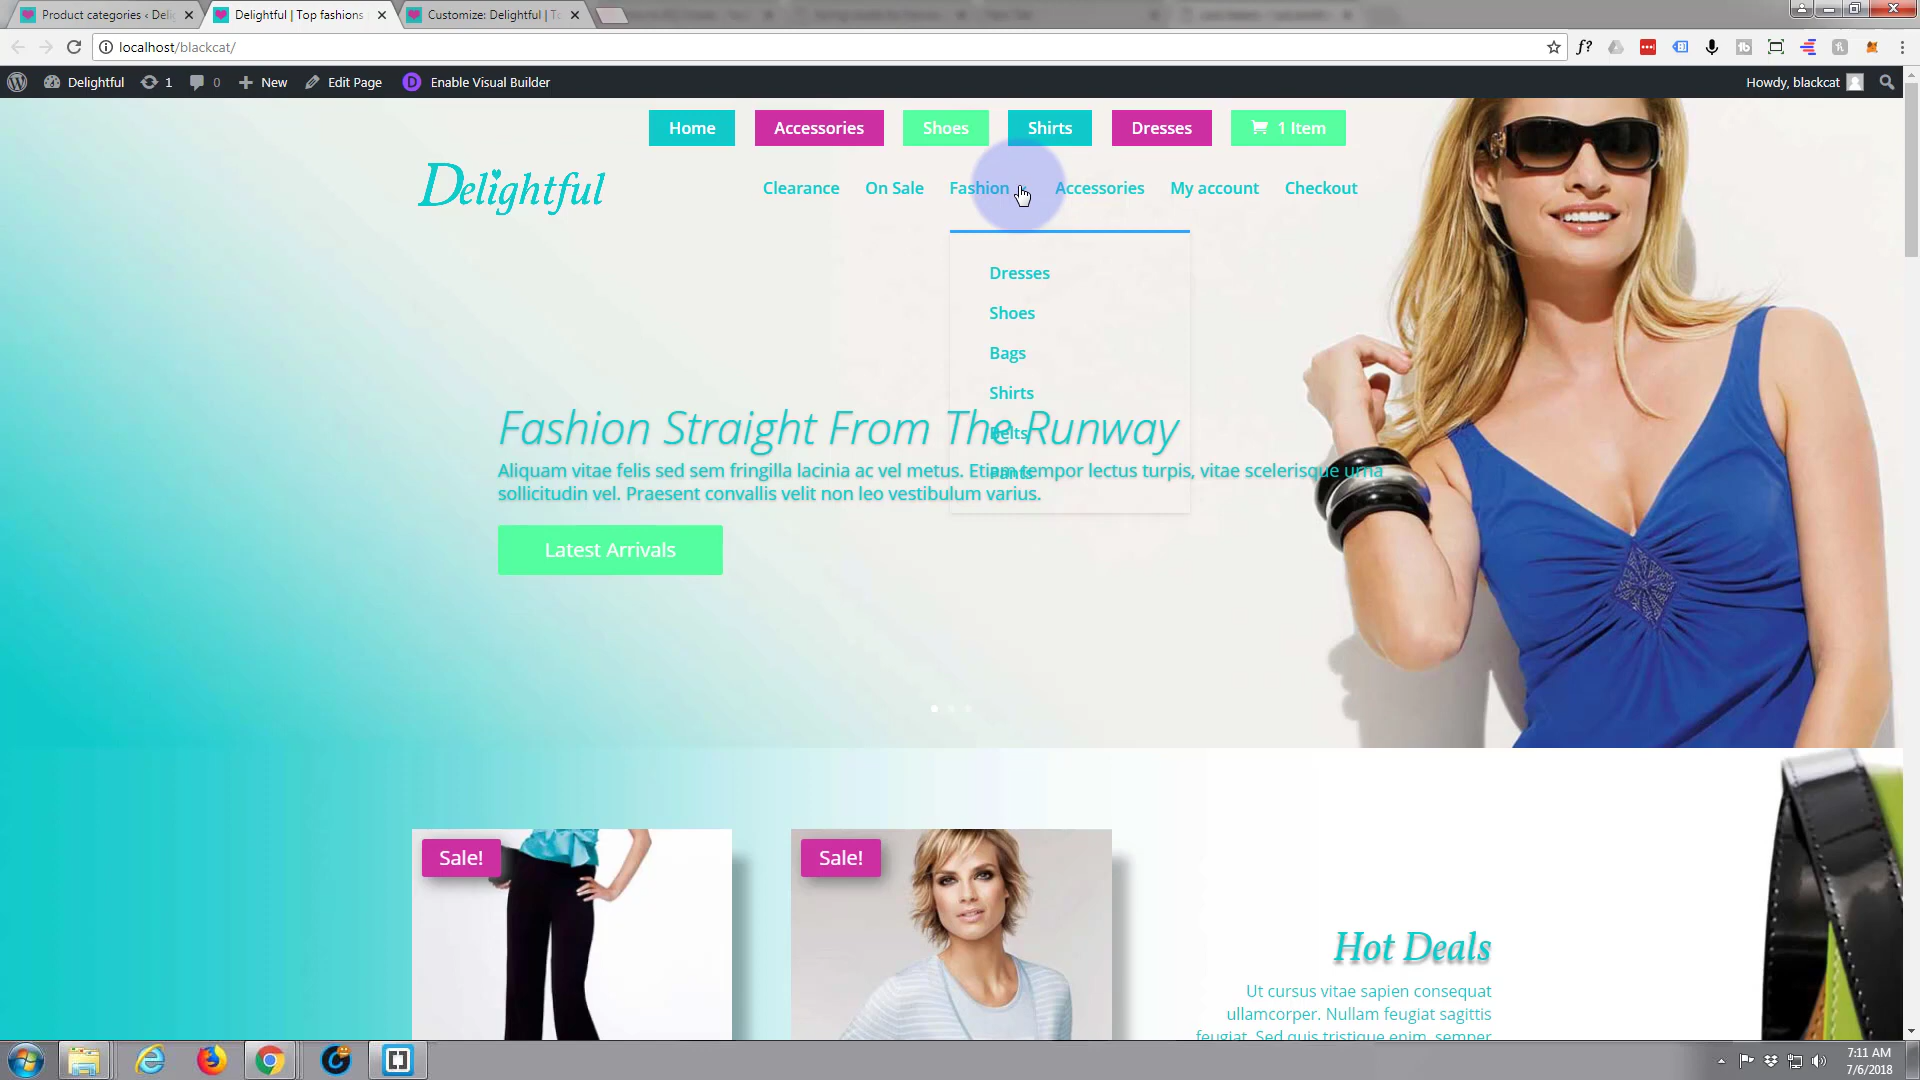 Product categories ‹ Deli
Delightful | Top fashions
Customize: Delightful | To
localhost/blackcat/
f?
Delightful
1
0
New
Edit Page
D
Enable Visual Builder
Howdy, blackcat
Home
Accessories
Shoes
Shirts
Dresses
1 Item
Delightful
Clearance
On Sale
Fashion
Accessories
My account
Checkout
Dresses
Shoes
Bags
Shirts
Belts
Pants
Fashion Straight From The Runway
Aliquam vitae felis sed sem fringilla lacinia ac vel metus. Etiam tempor lectus turpis, vitae scelerisque urna
sollicitudin vel. Praesent convallis velit non leo vestibulum varius.
Latest Arrivals
Sale!
Sale!
Hot Deals
Ut cursus vitae sapien consequat
ullamcorper. Nullam feugiat sagittis
feugiat. Sed quis tristique enim, semper
7:11 AM
7/6/2018